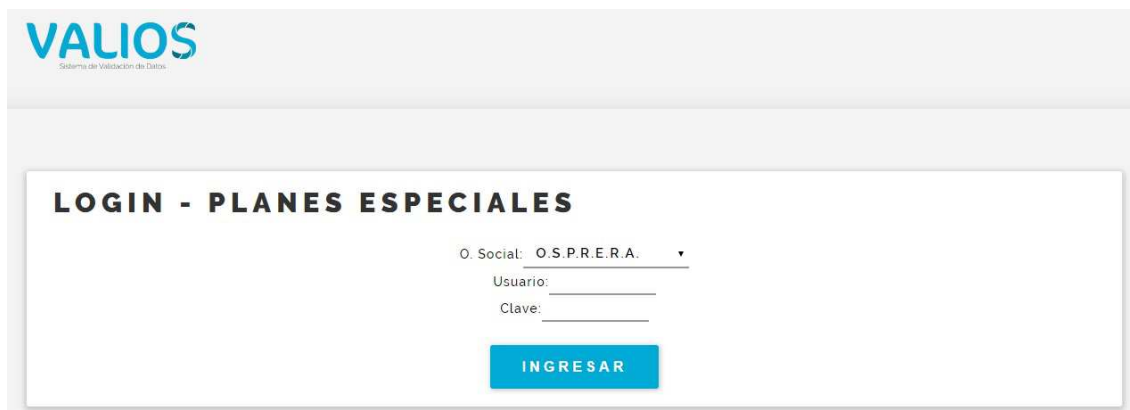 VALIOS
Sistema de Validación de Datos
LOGIN - PLANES ESPECIALES
O. Social: O.S.P.R.E.R.A.
Usuario:
Clave:
INGRESAR